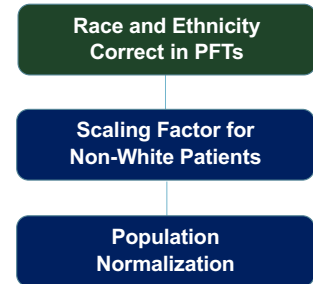 Race and Ethnicity
Correct in PFTs
Scaling Factor for
Non-White Patients
Population
Normalization